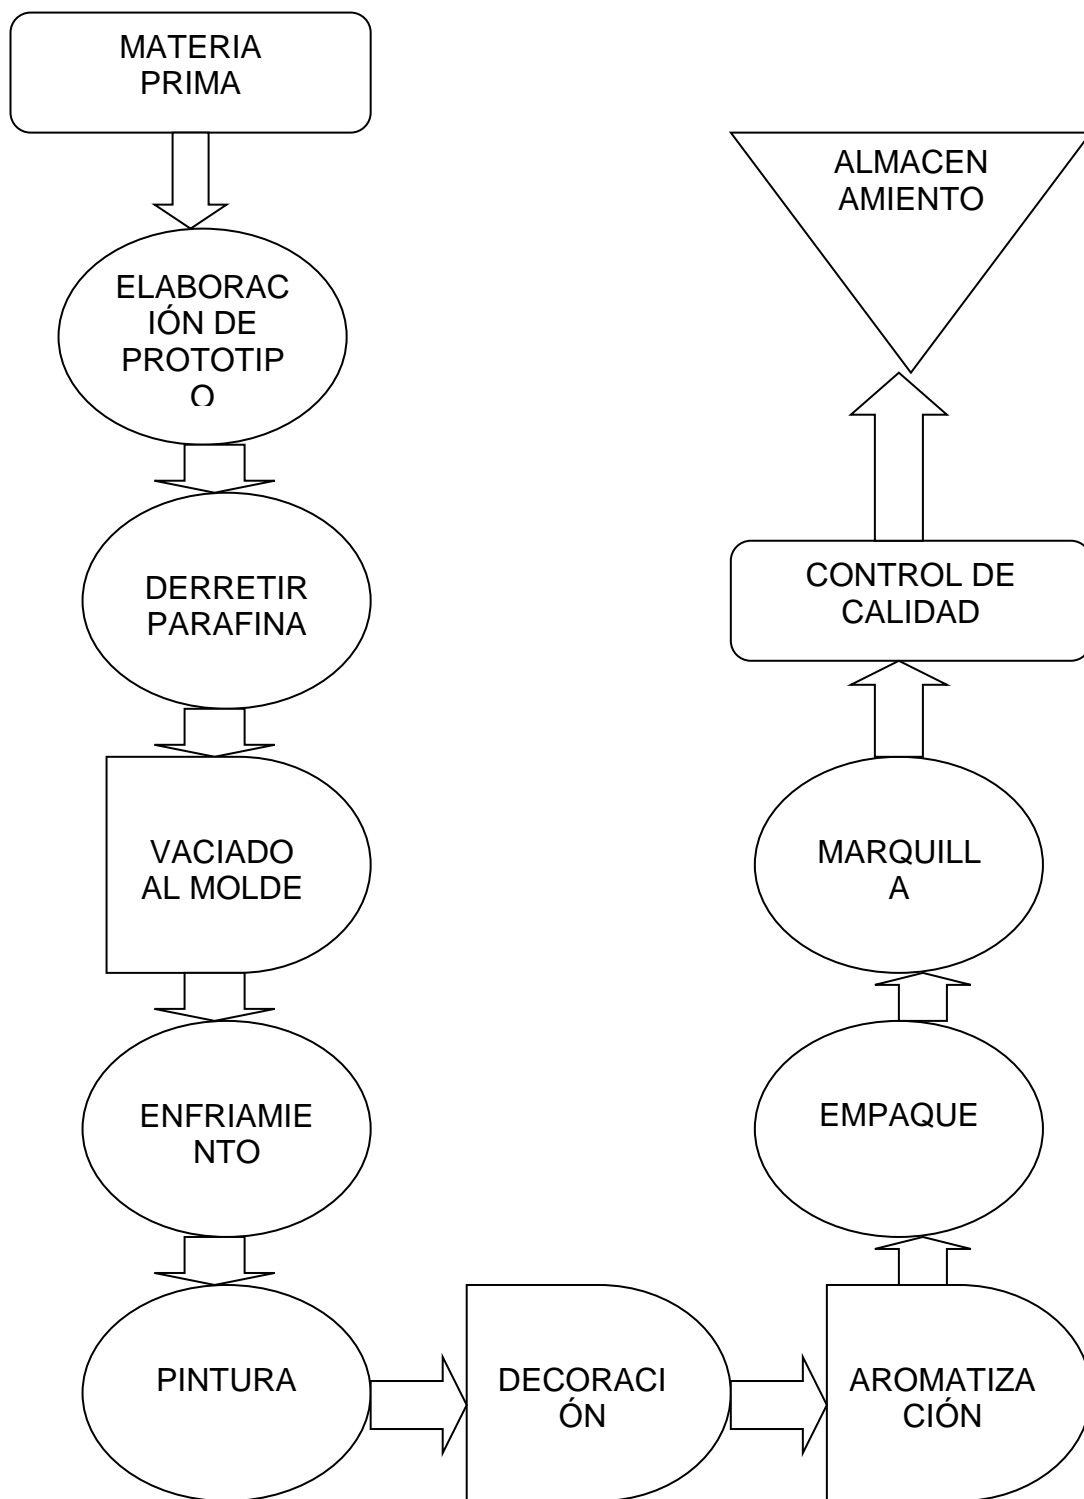 MATERIA
PRIMA
ELABORAC
IÓN DE
PROTOTIP
O
DERRETIR
PARAFINA
VACIADO
AL MOLDE
ENFRIAMIE
NTO
PINTURA
DECORACI
ÓN
AROMATIZA
CIÓN
EMPAQUE
MARQUILL
A
CONTROL DE
CALIDAD
ALMACEN
AMIENTO